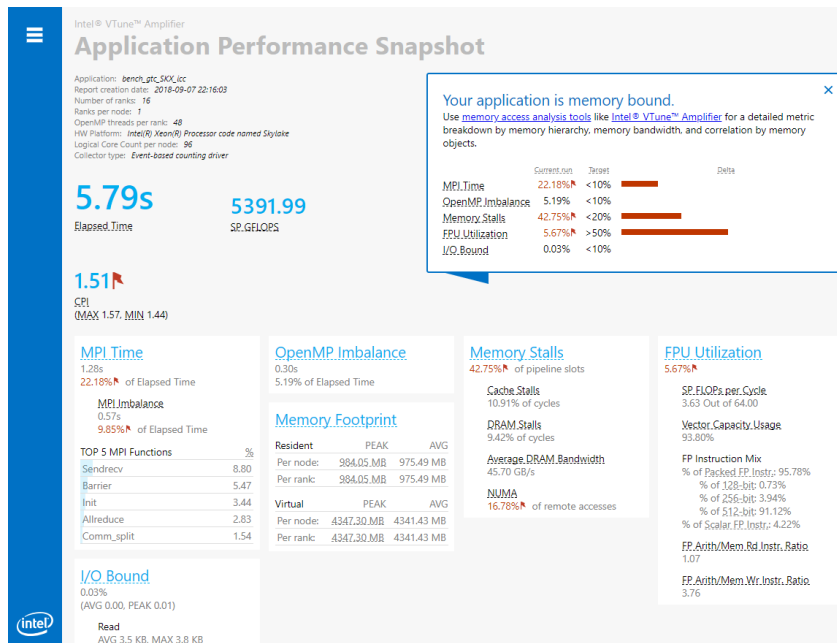 Intel® VTune™ Amplifier
Application Performance Snapshot
Application: bench_gtc_SKX_icc
Report creation date: 2018-09-07 22:16:03
Number of ranks: 16
Ranks per node: 1
OpenMP threads per rank: 48
HW Platform: Intel(R) Xeon(R) Processor code named Skylake
Logical Core Count per node: 96
Collector type: Event-based counting driver
5.79s
Elapsed Time
5391.99
SP GFLOPS
1.51
CPI
(MAX 1.57, MIN 1.44)
Your application is memory bound.
Use memory access analysis tools like Intel® VTune™ Amplifier for a detailed metric
breakdown by memory hierarchy, memory bandwidth, and correlation by memory
objects.
Current run Target Delta
MPI Time 22.18% <10%
OpenMP Imbalance 5.19% <10%
Memory Stalls 42.75% <20%
FPU Utilization 5.67% >50%
I/O Bound 0.03% <10%
MPI Time
1.28s
22.18% of Elapsed Time
MPI Imbalance
0.57s
9.85% of Elapsed Time
TOP 5 MPI Functions %
Sendrecv 8.80
Barrier 5.47
Init 3.44
Allreduce 2.83
Comm_split 1.54
I/O Bound
0.03%
(AVG 0.00, PEAK 0.01)
Read
AVG 3.5 KB, MAX 3.8 KB
OpenMP Imbalance
0.30s
5.19% of Elapsed Time
Memory Footprint
Resident PEAK AVG
Per node: 984.05 MB 975.49 MB
Per rank: 984.05 MB 975.49 MB
Virtual PEAK AVG
Per node: 4347.30 MB 4341.43 MB
Per rank: 4347.30 MB 4341.43 MB
Memory Stalls
42.75% of pipeline slots
Cache Stalls
10.91% of cycles
DRAM Stalls
9.42% of cycles
Average DRAM Bandwidth
45.70 GB/s
NUMA
16.78% of remote accesses
FPU Utilization
5.67%
SP FLOPs per Cycle
3.63 Out of 64.00
Vector Capacity Usage
93.80%
FP Instruction Mix
% of Packed FP Instr.: 95.78%
% of 128-bit: 0.73%
% of 256-bit: 3.94%
% of 512-bit: 91.12%
% of Scalar FP Instr.: 4.22%
FP Arith/Mem Rd Instr. Ratio
1.07
FP Arith/Mem Wr Instr. Ratio
3.76
intel